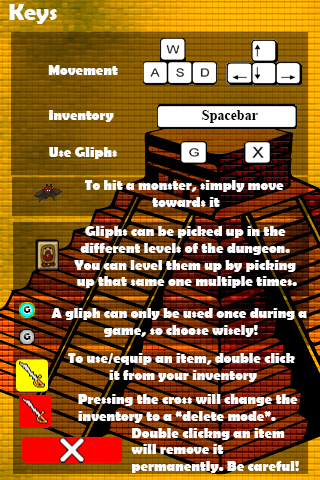 Keys
W
Movement A S D ← ↑ ↓ →
Inventory Spacebar
Use Gliphs G X
To hit a monster, simply move
towards it
Gliphs can be picked up in the
different levels of the dungeon.
You can level them up by picking
up that same one multiple times.
G
A gliph can only be used once during a
G
game, so choose wisely!
To use/equip an item, double click
it from your inventory
Pressing the cross will change the
inventory to a "delete mode".
Double clickng an item
will remove it
permanently. Be careful!